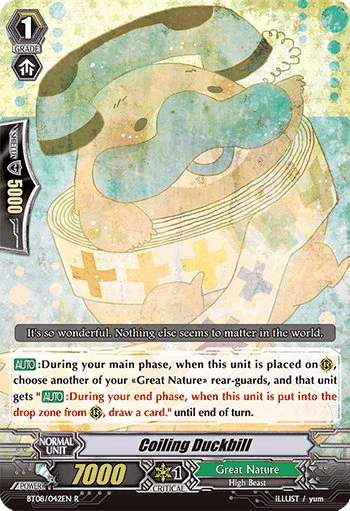 1
GRADE
SHIELD
5000
It's so wonderful. Nothing else seems to matter in the world.
AUTO:During your main phase, when this unit is placed on R,
choose another of your «Great Nature» rear-guards, and that unit
gets "AUTO:During your end phase, when this unit is put into the
drop zone from R, draw a card." until end of turn.
NORMAL
UNIT
Coiling Duckbill
POWER
7000
1
CRITICAL
Great Nature
High Beast
BT08/042EN R
ILLUST / yum